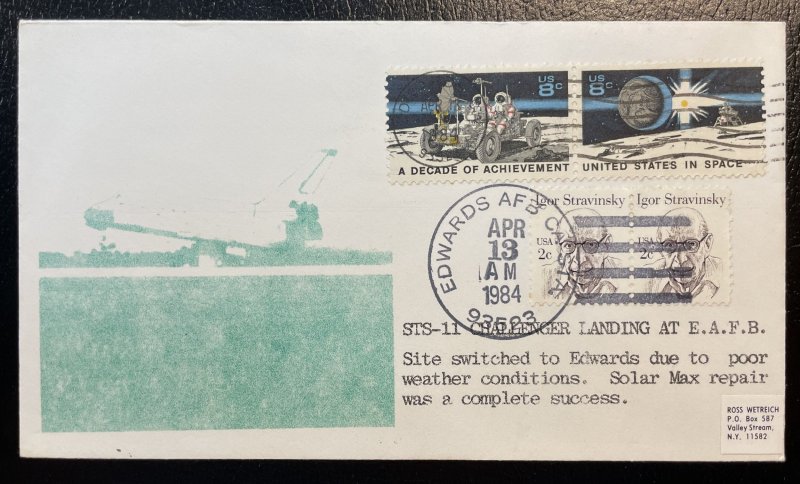 US 8c
US 8c
A DECADE OF ACHIEVEMENT
UNITED STATES IN SPACE...
Igor Stravinsky
Igor Stravinsky
USA 2c
USA 2c
EDWARDS AFB CA STA
APR
13
AM
1984
93523
STS-11 CHALLENGER LANDING AT E.A.F.B.
Site switched to Edwards due to poor
weather conditions.  Solar Max repair
was a complete success.
ROSS WETREICH
P.O. Box 587
Valley Stream,
N.Y. 11582